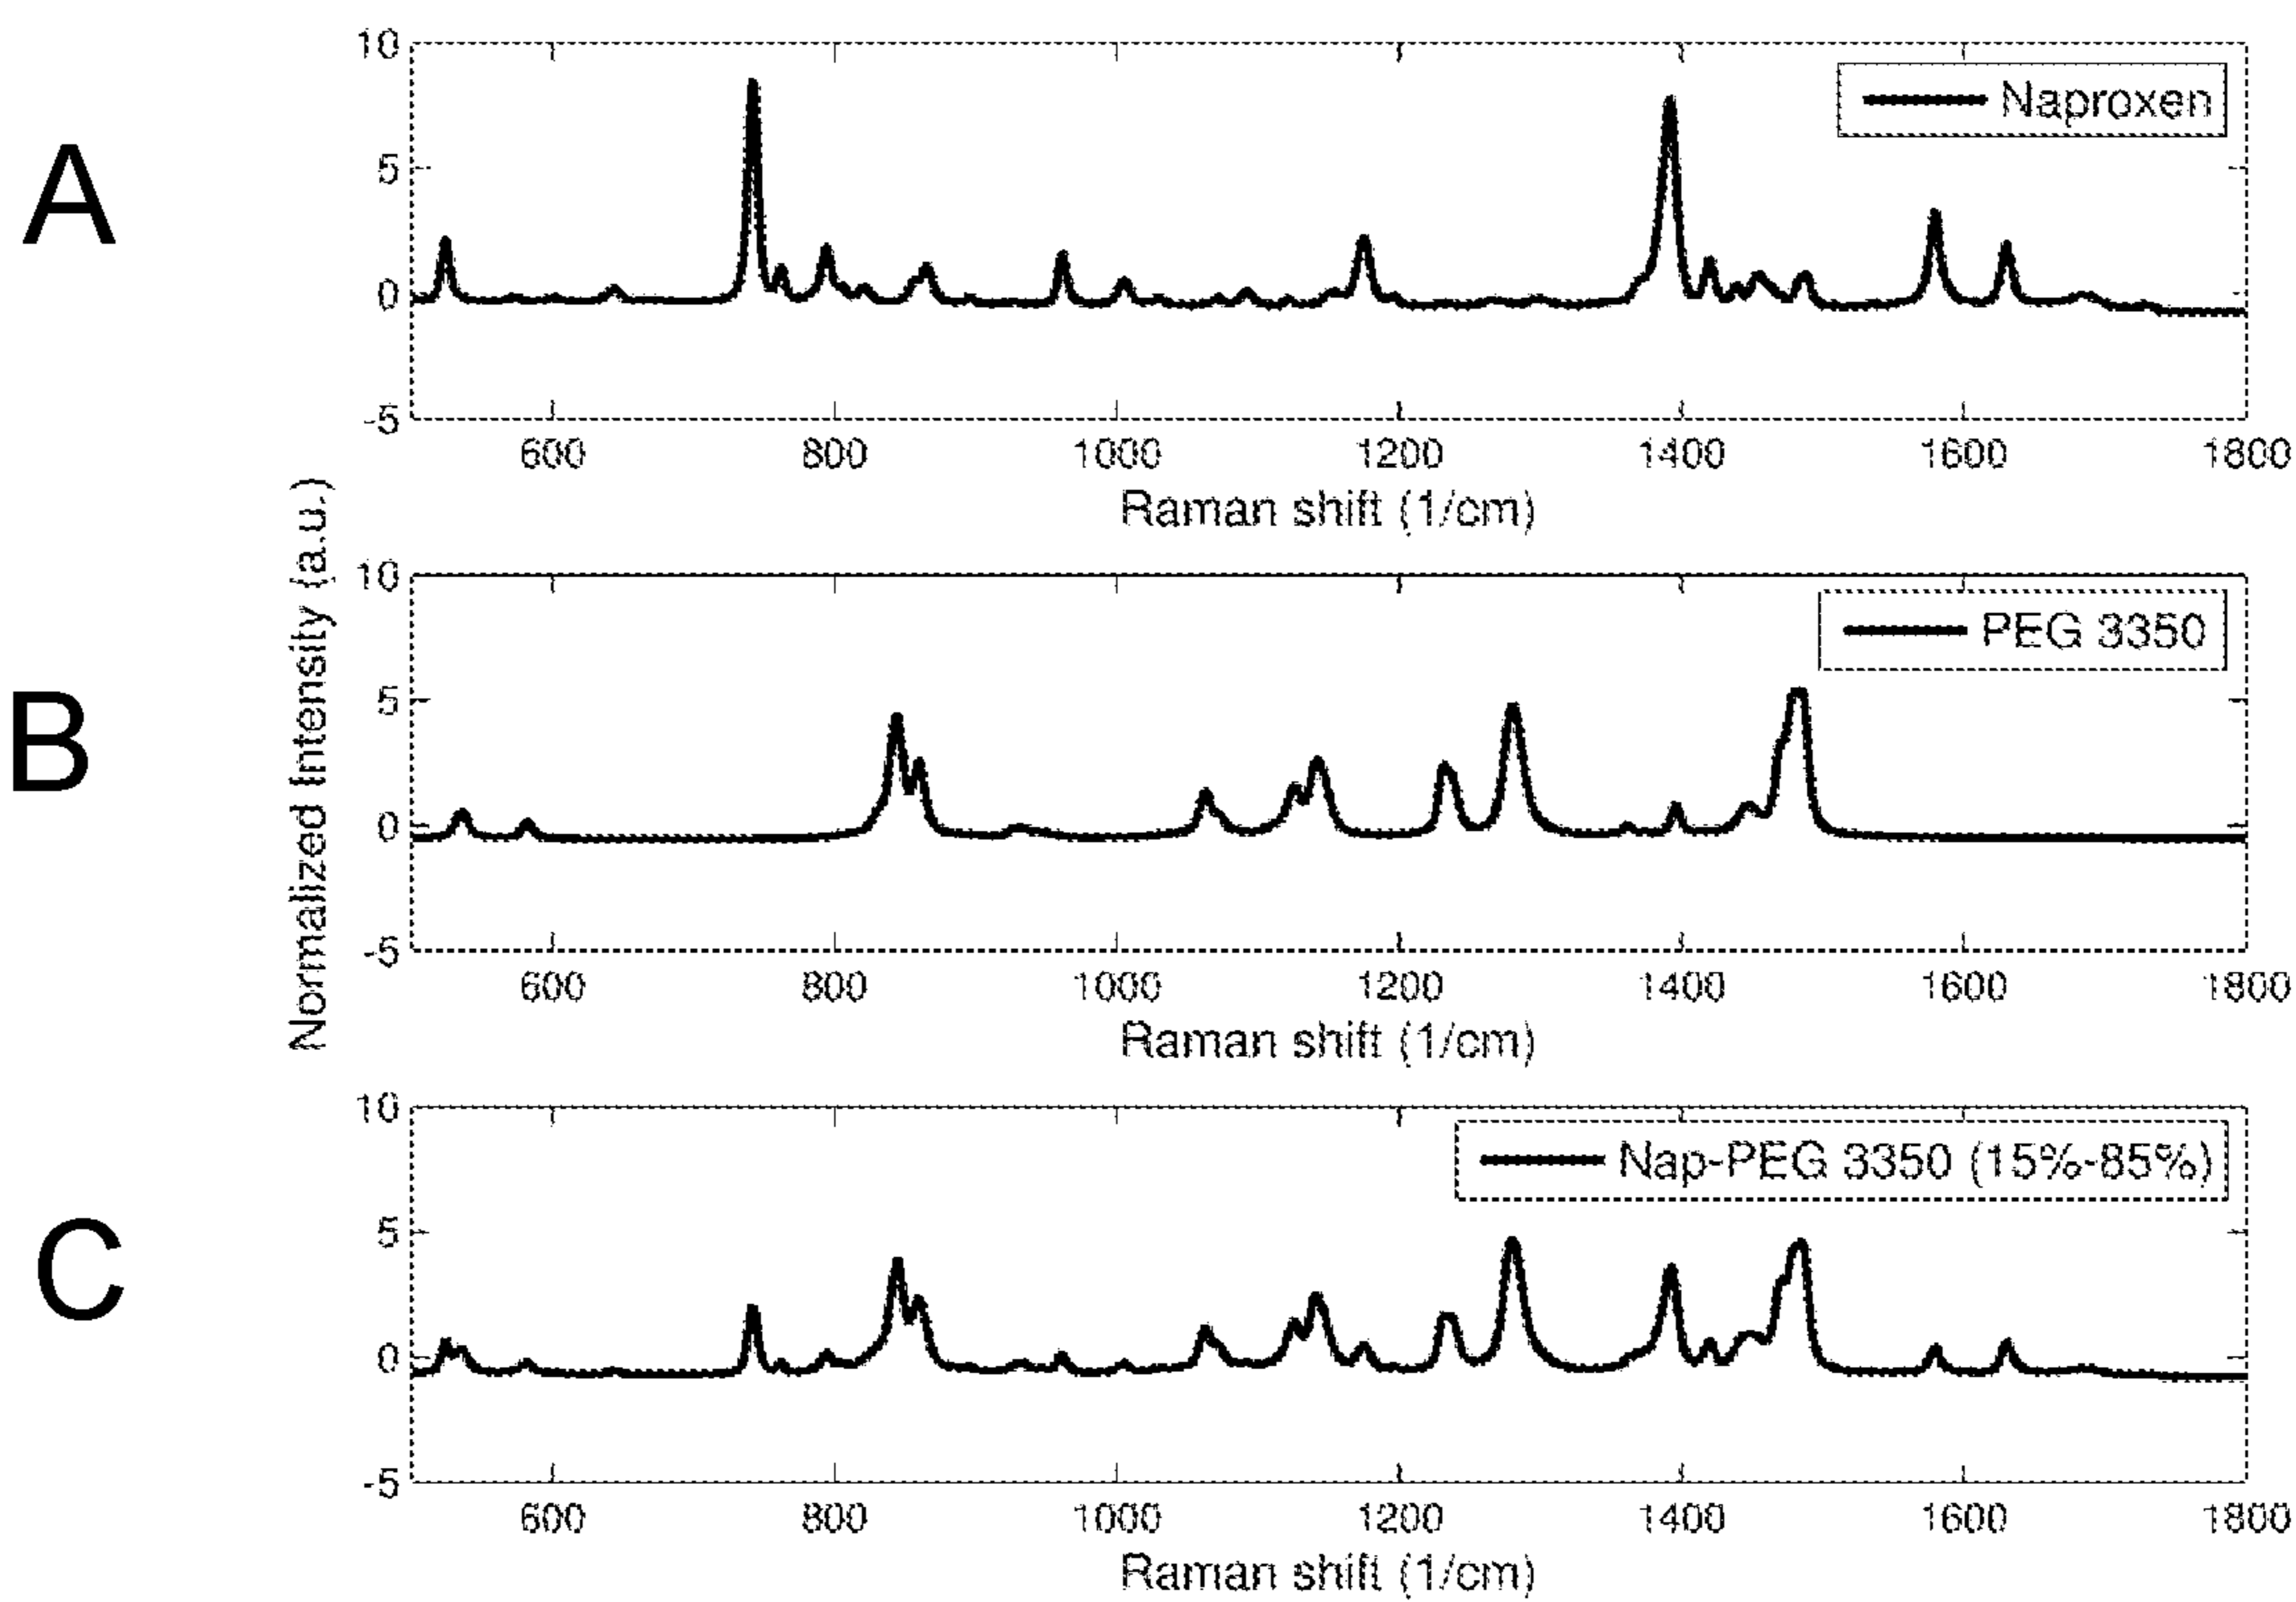 A
10
5
0
-5
Naproxen
600 800 1000 1200 1400 1600 1800
Raman shift (1/cm)
Normalized Intensity (a.u.)
B
10
5
0
-5
PEG 3350
600 800 1000 1200 1400 1600 1800
Raman shift (1/cm)
C
10
5
0
-5
Nap-PEG 3350 (15%-85%)
600 800 1000 1200 1400 1600 1800
Raman shift (1/cm)